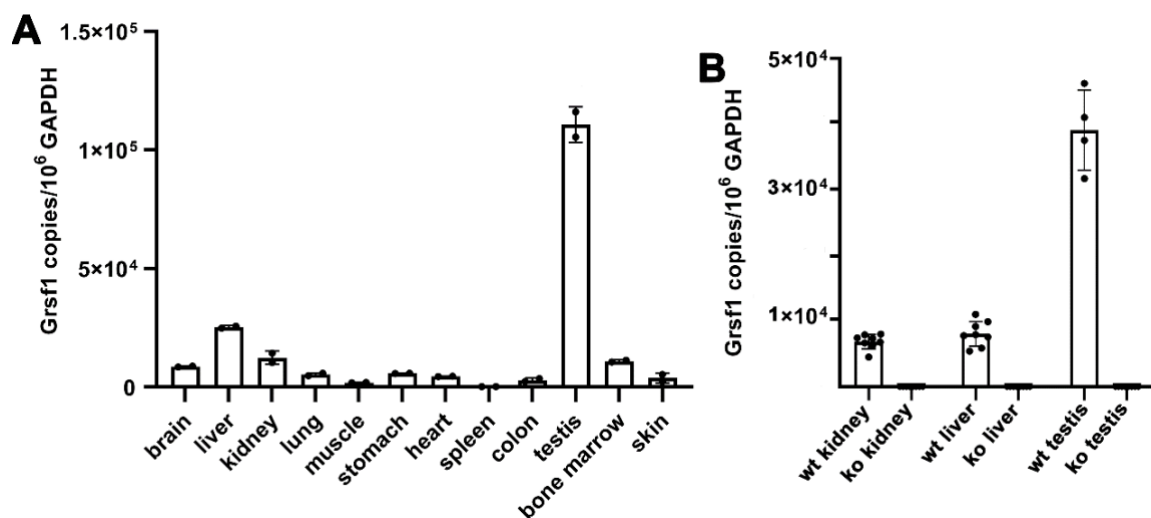 A
Grsf1 copies/10⁶ GAPDH
1.5×10⁵
1×10⁵
5×10⁴
0
brain
liver
kidney
lung
muscle
stomach
heart
spleen
colon
testis
bone marrow
skin
B
Grsf1 copies/10⁶ GAPDH
5×10⁴
3×10⁴
1×10⁴
wt kidney
ko kidney
wt liver
ko liver
wt testis
ko testis